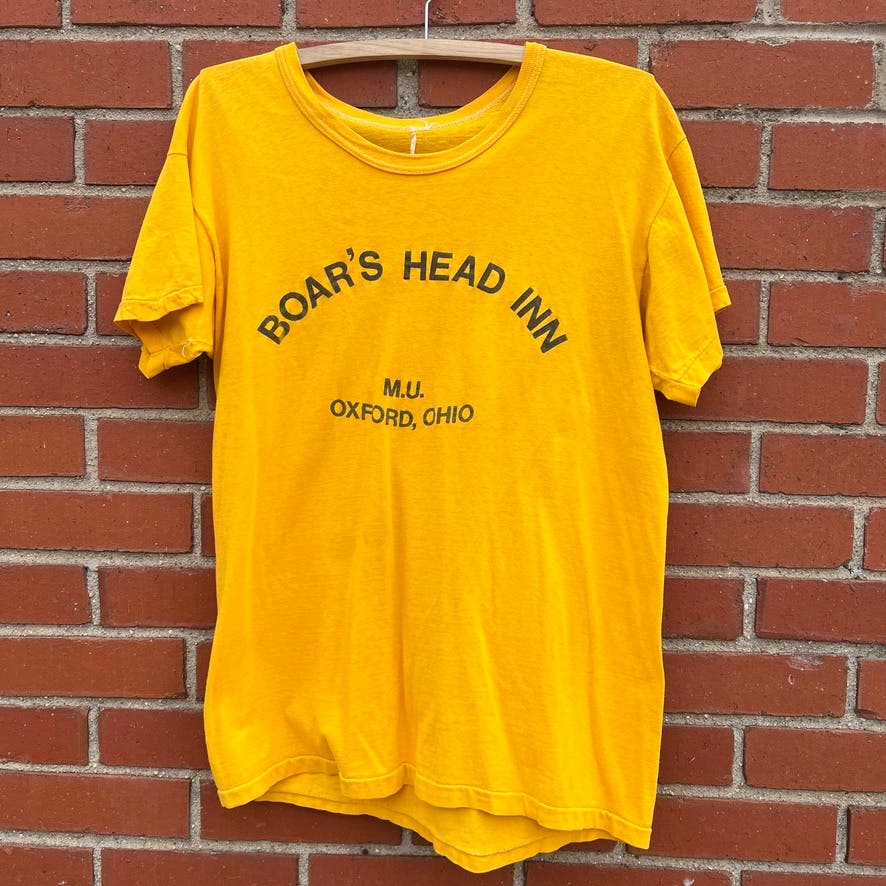 BOAR'S HEAD INN
M.U.
OXFORD, OHIO